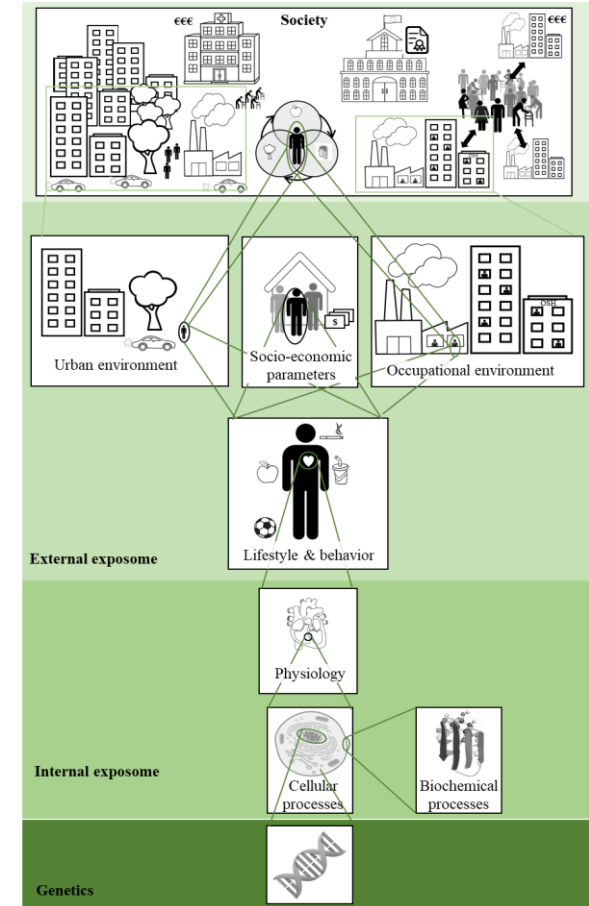 €€€
Society
€€€
Urban environment
Socio-economic
parameters
$
OSH
Occupational environment
Lifestyle & behavior
External exposome
Physiology
Internal exposome
Cellular
processes
Biochemical
processes
Genetics